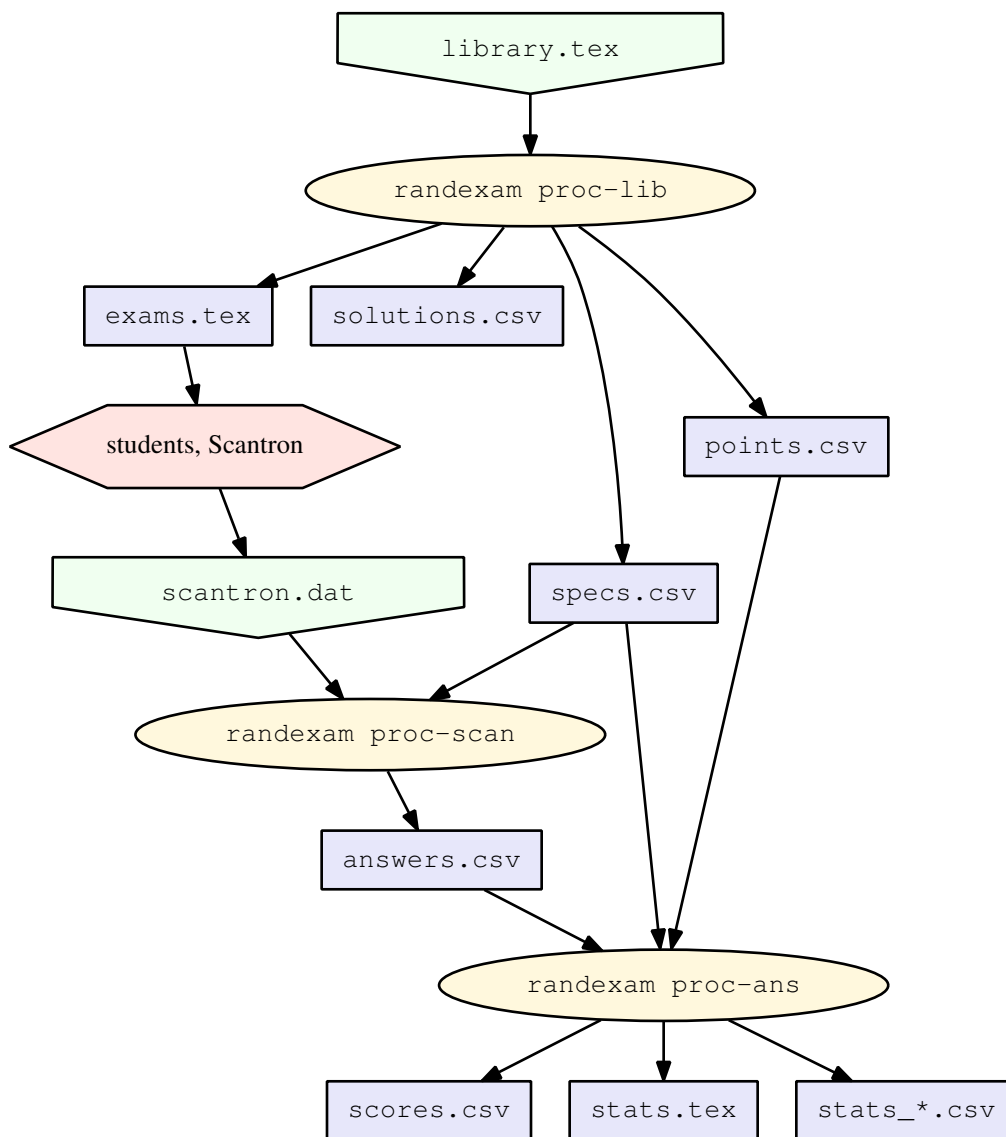 library.tex
randexam proc-lib
exams.tex
solutions.csv
students, Scantron
points.csv
scantron.dat
specs.csv
randexam proc-scan
answers.csv
randexam proc-ans
scores.csv
stats.tex
stats_*.csv